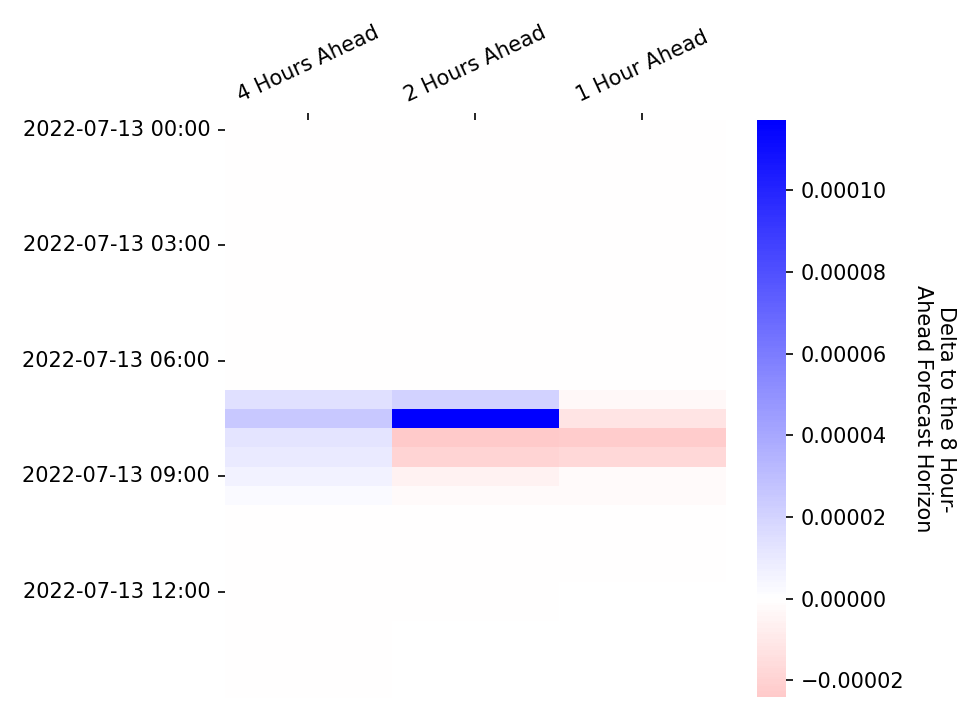 4 Hours Ahead
2 Hours Ahead
1 Hour Ahead
2022-07-13 00:00
2022-07-13 03:00
2022-07-13 06:00
2022-07-13 09:00
2022-07-13 12:00
0.00010
0.00008
0.00006
0.00004
0.00002
0.00000
−0.00002
Delta to the 8 Hour-
Ahead Forecast Horizon